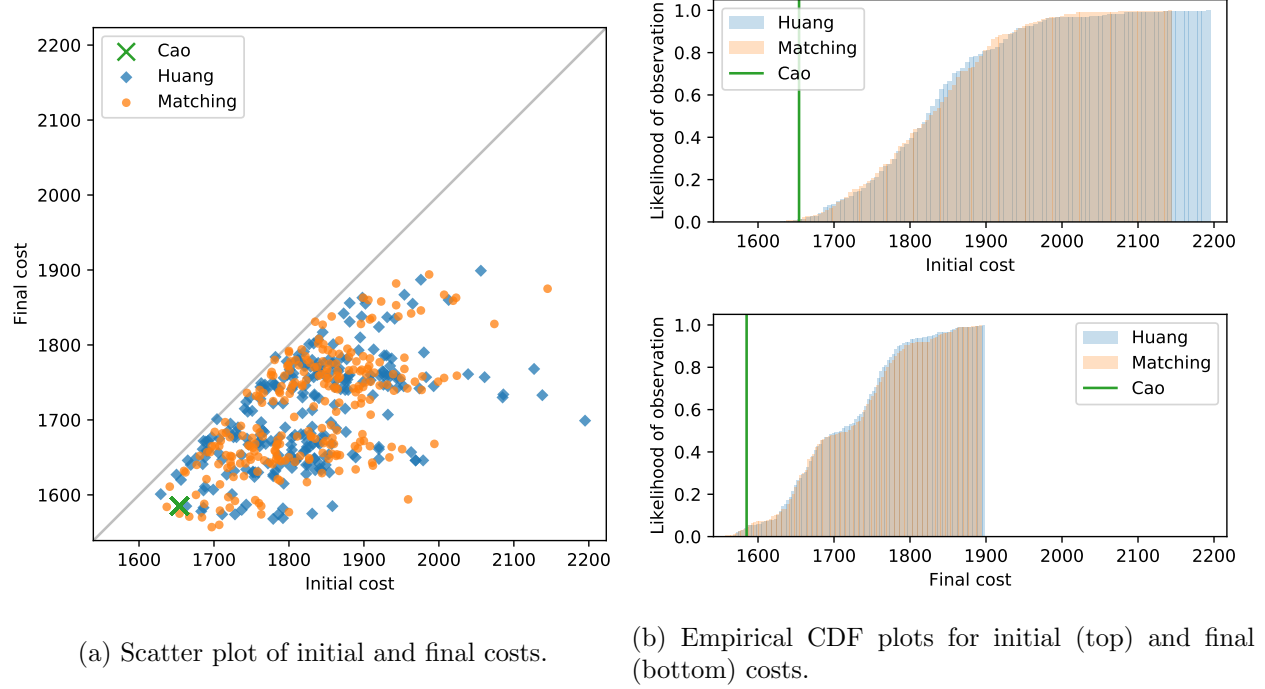 2200
2100
2000
1900
1800
1700
1600
Final cost
Cao
Huang
Matching
1600 1700 1800 1900 2000 2100 2200
Initial cost
(a) Scatter plot of initial and final costs.
1.0
0.8
0.6
0.4
0.2
0.0
Likelihood of observation
Huang
Matching
Cao
1600 1700 1800 1900 2000 2100 2200
Initial cost
1.0
0.8
0.6
0.4
0.2
0.0
Likelihood of observation
Huang
Matching
Cao
1600 1700 1800 1900 2000 2100 2200
Final cost
(b) Empirical CDF plots for initial (top) and final
(bottom) costs.